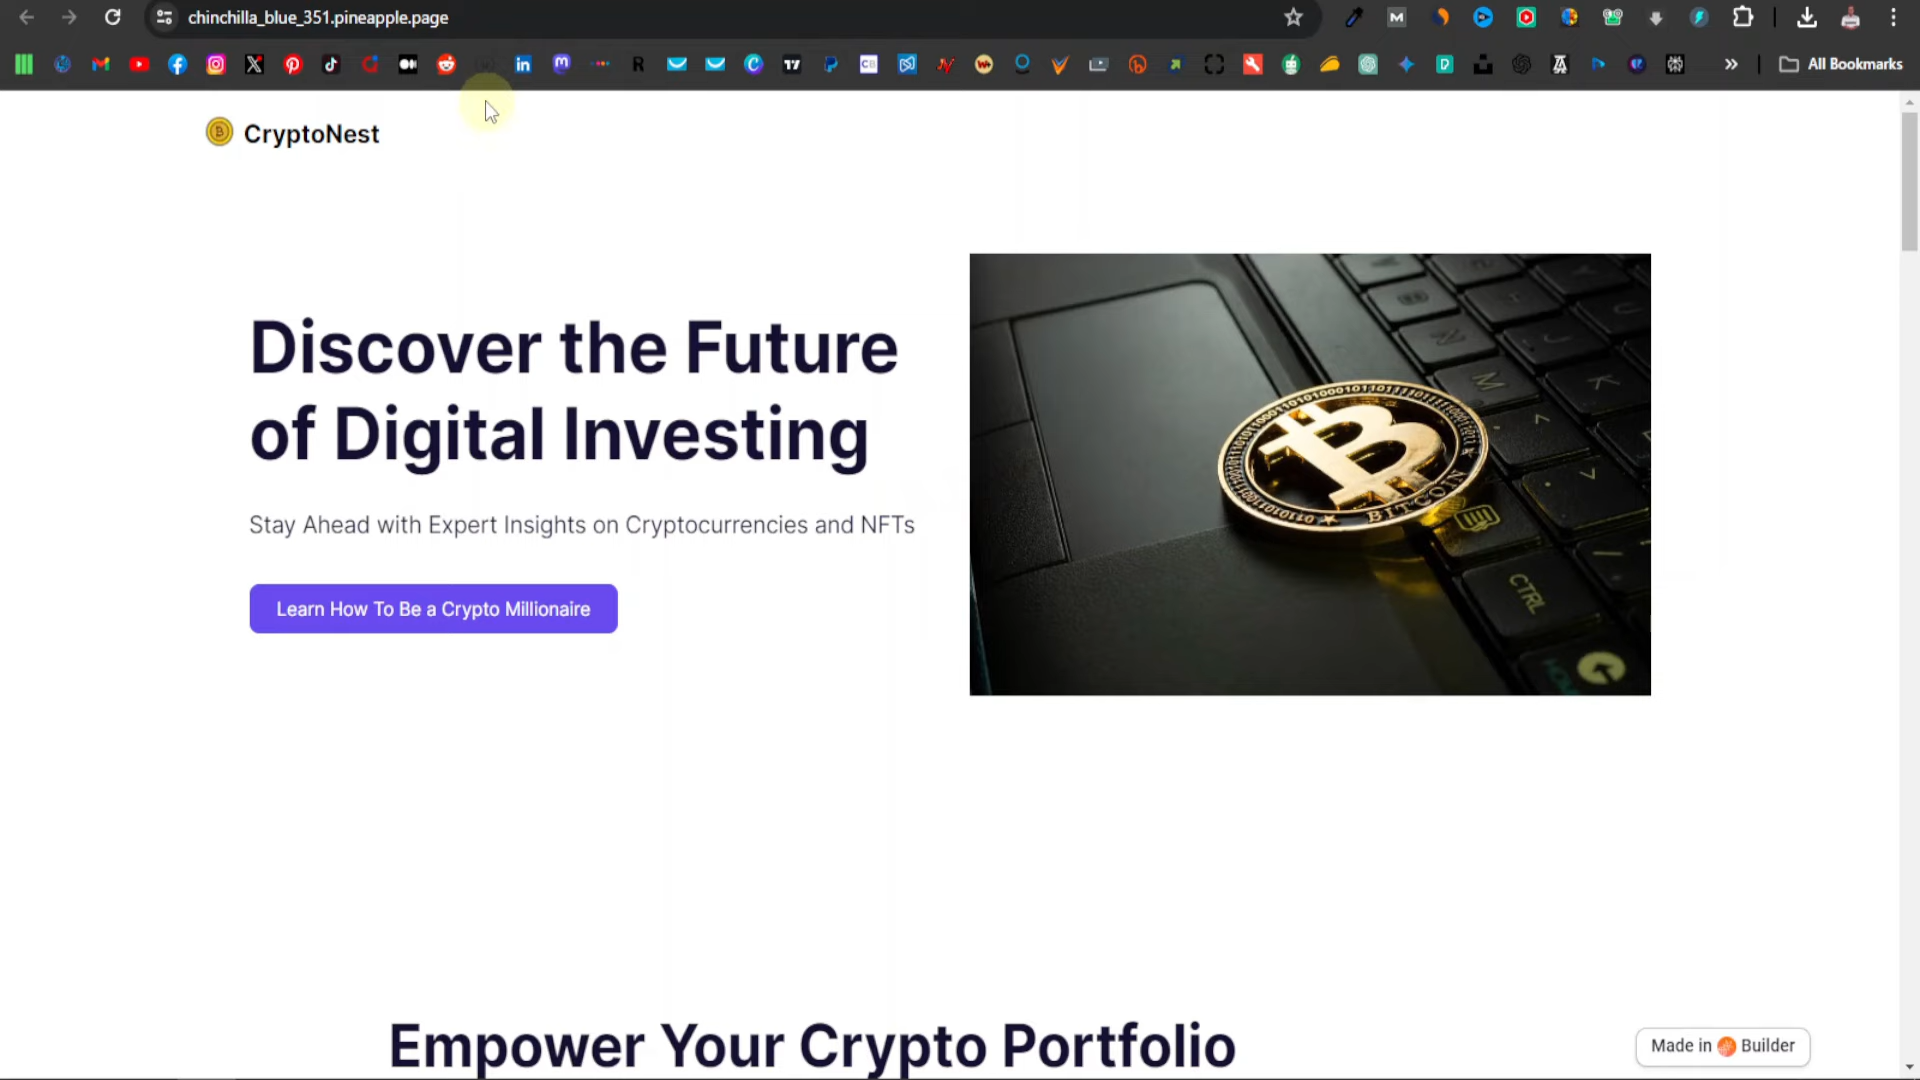 chinchilla_blue_351.pineapple.page
All Bookmarks
CryptoNest
Discover the Future
of Digital Investing
Stay Ahead with Expert Insights on Cryptocurrencies and NFTs
Learn How To Be a Crypto Millionaire
BITCOIN
CTRL
Empower Your Crypto Portfolio
Made in Builder